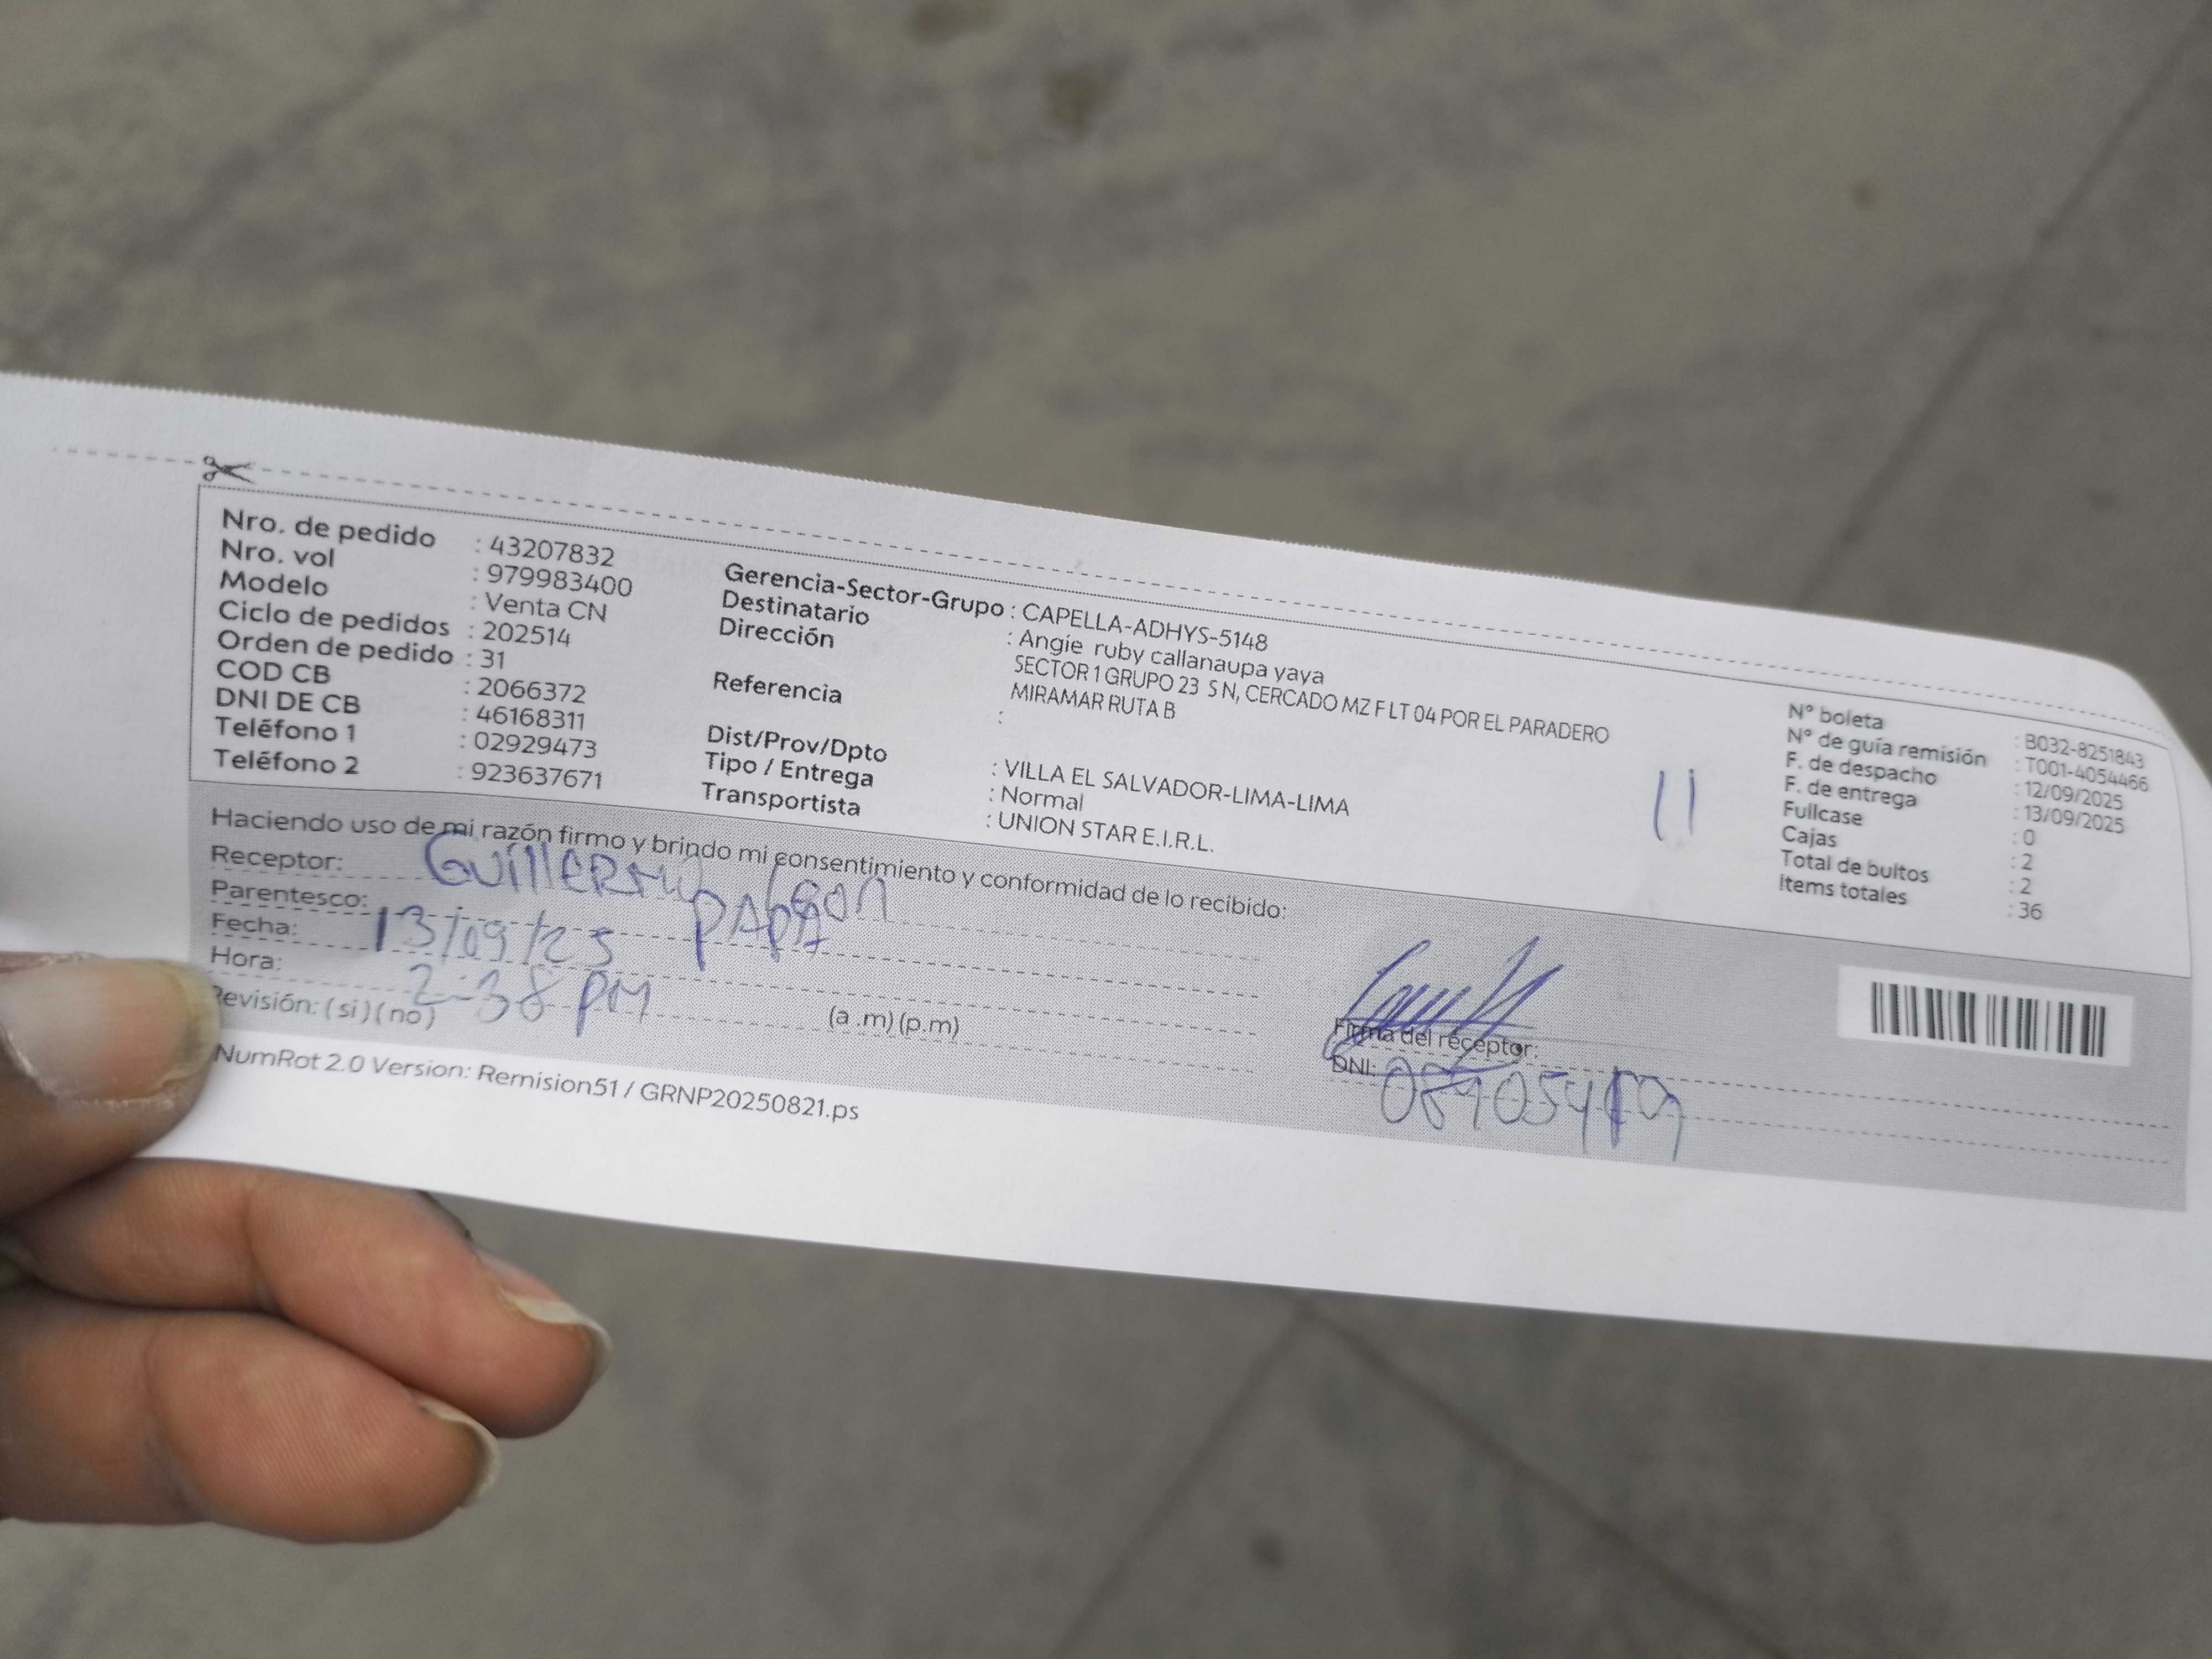 Nro. de pedido : 43207832
Nro. vol : 979983400
Modelo : Venta CN
Ciclo de pedidos : 202514
Orden de pedido : 31
COD CB : 2066372
DNI DE CB : 46168311
Teléfono 1 : 02929473
Teléfono 2 : 923637671
Gerencia-Sector-Grupo : CAPELLA-ADHYS-5148
Destinatario : Angie ruby callanaupa yaya
Dirección SECTOR 1 GRUPO 23 S N, CERCADO MZ F LT 04 POR EL PARADERO
MIRAMAR RUTA B
Referencia :
Dist/Prov/Dpto : VILLA EL SALVADOR-LIMA-LIMA
Tipo / Entrega : Normal
Transportista : UNION STAR E.I.R.L.
N° boleta : B032-8251843
N° de guía remisión : T001-4054466
F. de despacho : 12/09/2025
F. de entrega : 13/09/2025
Fullcase : 0
Cajas : 2
Total de bultos : 2
Items totales : 36
Haciendo uso de mi razón firmo y brindo mi consentimiento y conformidad de lo recibido:
Receptor: GUILLERMO
Parentesco: PAPA
Fecha: 13/09/25
Hora: 2:38 PM (a .m) (p.m)
Revisión: ( si ) ( no )
Firma del receptor:
DNI:
NumRot 2.0 Version: Remision51 / GRNP20250821.ps